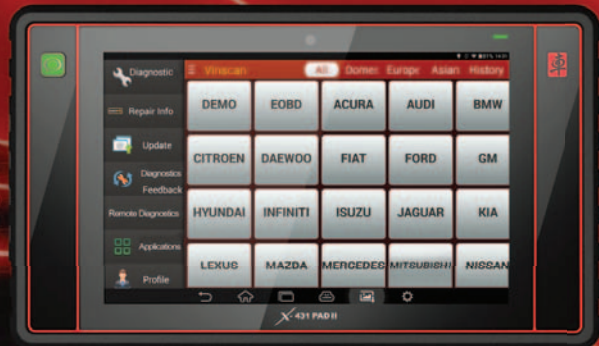 Diagnostic
Repair Info
Update
Diagnostics
Feedback
Remote Diagnostics
Applications
Profile
Vinscan
All Domes Europe Asian History
DEMO EOBD ACURA AUDI BMW
CITROEN DAEWOO FIAT FORD GM
HYUNDAI INFINITI ISUZU JAGUAR KIA
LEXUS MAZDA MERCEDES MITSUBISHI NISSAN
X-431 PAD II